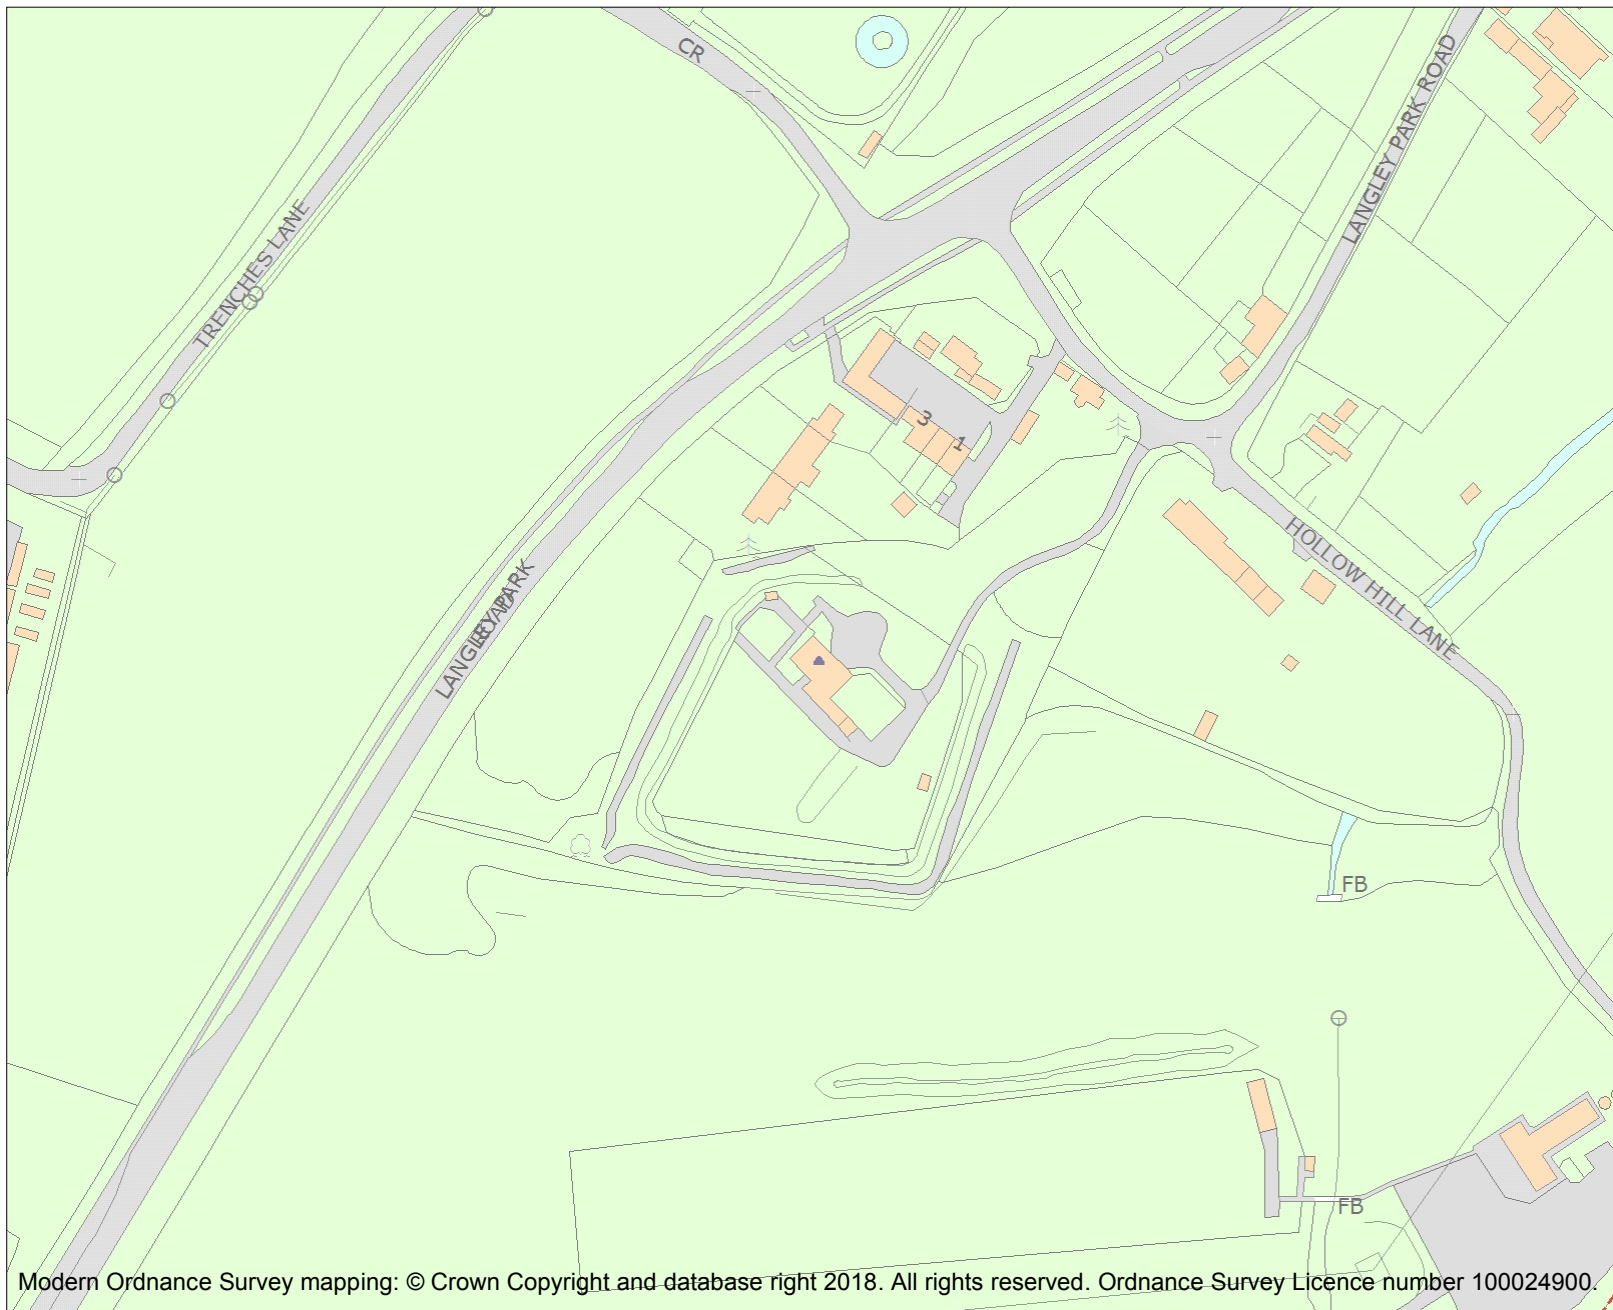 CR
LANGLEY PARK ROAD
TRENCHES LANE
3
1
LANGLEY PARK
ROAD
HOLLOW HILL LANE
FB
FB
Modern Ordnance Survey mapping: © Crown Copyright and database right 2018. All rights reserved. Ordnance Survey Licence number 100024900.